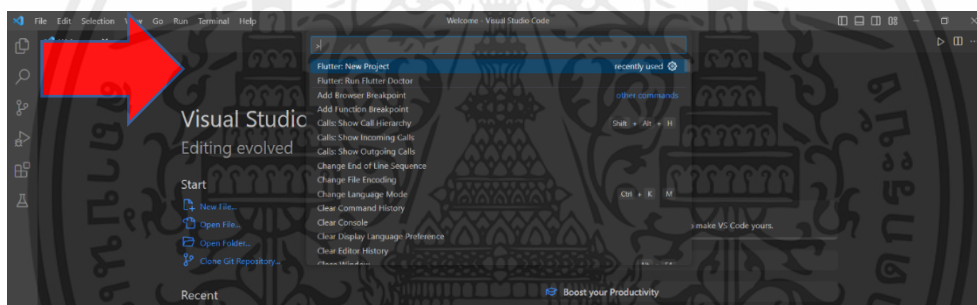 File Edit Selection View Go Run Terminal Help
Welcome - Visual Studio Code
>
Flutter: New Project recently used
Flutter: Run Flutter Doctor
Add Browser Breakpoint other commands
Add Function Breakpoint
Calls: Show Call Hierarchy Shift + Alt + H
Calls: Show Incoming Calls
Calls: Show Outgoing Calls
Change End of Line Sequence
Change File Encoding
Change Language Mode Ctrl + K M
Clear Command History
Clear Console
Clear Display Language Preference
Clear Editor History
Visual Studio
Editing evolved
Start
New File...
Open File...
Open Folder...
Clone Git Repository...
Recent
make VS Code yours.
Boost your Productivity